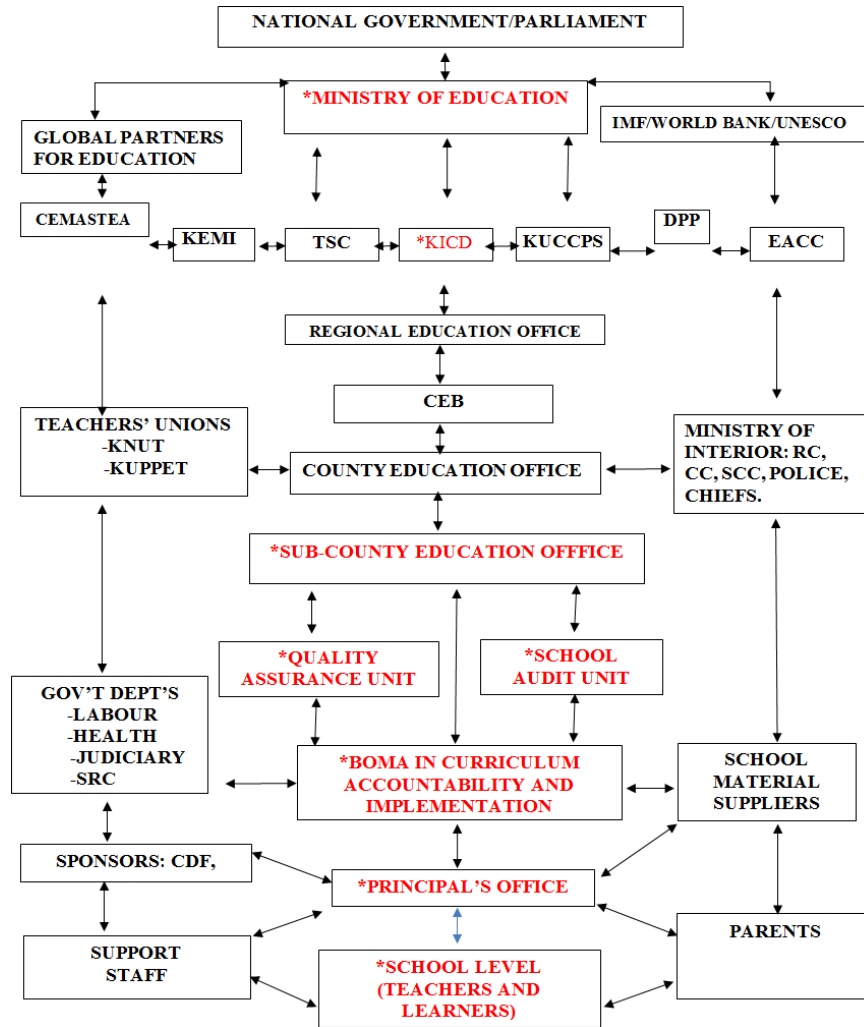 NATIONAL GOVERNMENT/PARLIAMENT
*MINISTRY OF EDUCATION
GLOBAL PARTNERS
FOR EDUCATION
IMF/WORLD BANK/UNESCO
CEMASTEA
KEMI
TSC
*KICD
KUCCPS
DPP
EACC
REGIONAL EDUCATION OFFICE
CEB
TEACHERS' UNIONS
-KNUT
-KUPPET
COUNTY EDUCATION OFFICE
MINISTRY OF
INTERIOR: RC,
CC, SCC, POLICE,
CHIEFS.
*SUB-COUNTY EDUCATION OFFFICE
*QUALITY
ASSURANCE UNIT
*SCHOOL
AUDIT UNIT
GOV'T DEPT'S
-LABOUR
-HEALTH
-JUDICIARY
-SRC
*BOMA IN CURRICULUM
ACCOUNTABILITY AND
IMPLEMENTATION
SCHOOL
MATERIAL
SUPPLIERS
SPONSORS: CDF,
*PRINCIPAL'S OFFICE
SUPPORT
STAFF
*SCHOOL LEVEL
(TEACHERS AND
LEARNERS)
PARENTS